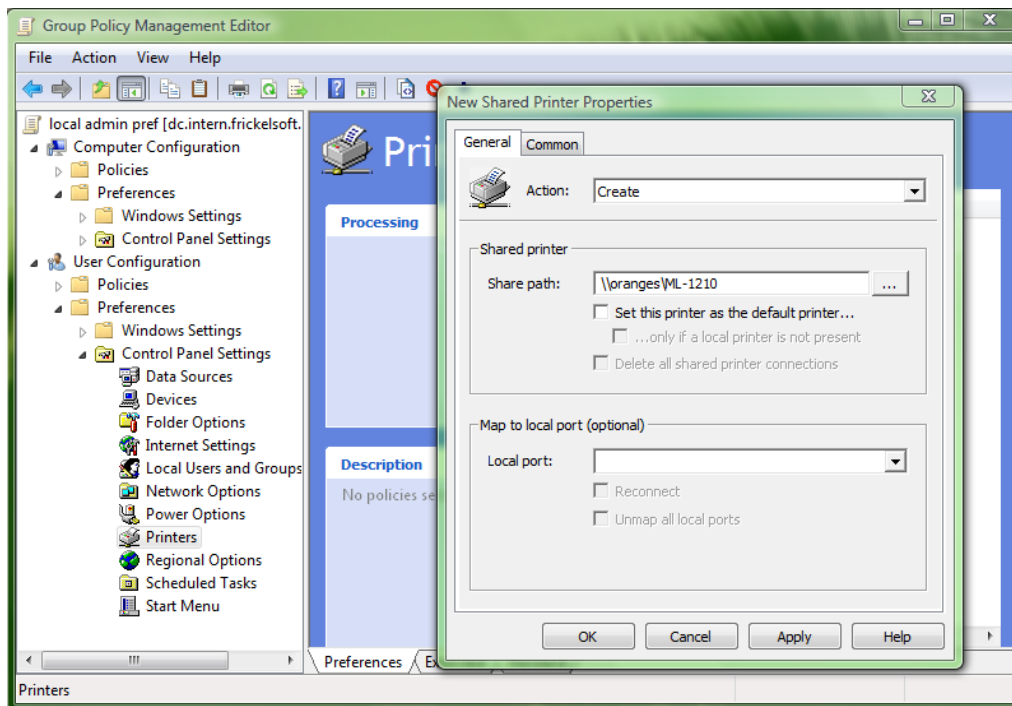 Group Policy Management Editor
File Action View Help
local admin pref [dc.intern.frickelsoft.
Computer Configuration
Policies
Preferences
Windows Settings
Control Panel Settings
User Configuration
Policies
Preferences
Windows Settings
Control Panel Settings
Data Sources
Devices
Folder Options
Internet Settings
Local Users and Groups
Network Options
Power Options
Printers
Regional Options
Scheduled Tasks
Start Menu
Pri
Processing
Description
No policies se
Preferences
Printers
New Shared Printer Properties
General Common
Action: Create
Shared printer
Share path: \\oranges\ML-1210 ...
Set this printer as the default printer...
...only if a local printer is not present
Delete all shared printer connections
Map to local port (optional)
Local port:
Reconnect
Unmap all local ports
OK Cancel Apply Help